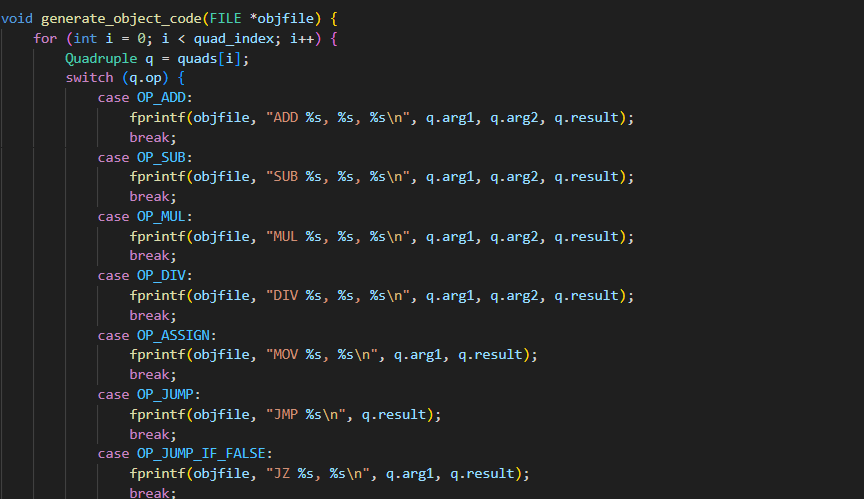 void generate_object_code(FILE *objfile) {
    for (int i = 0; i < quad_index; i++) {
        Quadruple q = quads[i];
        switch (q.op) {
            case OP_ADD:
                fprintf(objfile, "ADD %s, %s, %s\n", q.arg1, q.arg2, q.result);
                break;
            case OP_SUB:
                fprintf(objfile, "SUB %s, %s, %s\n", q.arg1, q.arg2, q.result);
                break;
            case OP_MUL:
                fprintf(objfile, "MUL %s, %s, %s\n", q.arg1, q.arg2, q.result);
                break;
            case OP_DIV:
                fprintf(objfile, "DIV %s, %s, %s\n", q.arg1, q.arg2, q.result);
                break;
            case OP_ASSIGN:
                fprintf(objfile, "MOV %s, %s\n", q.arg1, q.result);
                break;
            case OP_JUMP:
                fprintf(objfile, "JMP %s\n", q.result);
                break;
            case OP_JUMP_IF_FALSE:
                fprintf(objfile, "JZ %s, %s\n", q.arg1, q.result);
                break;